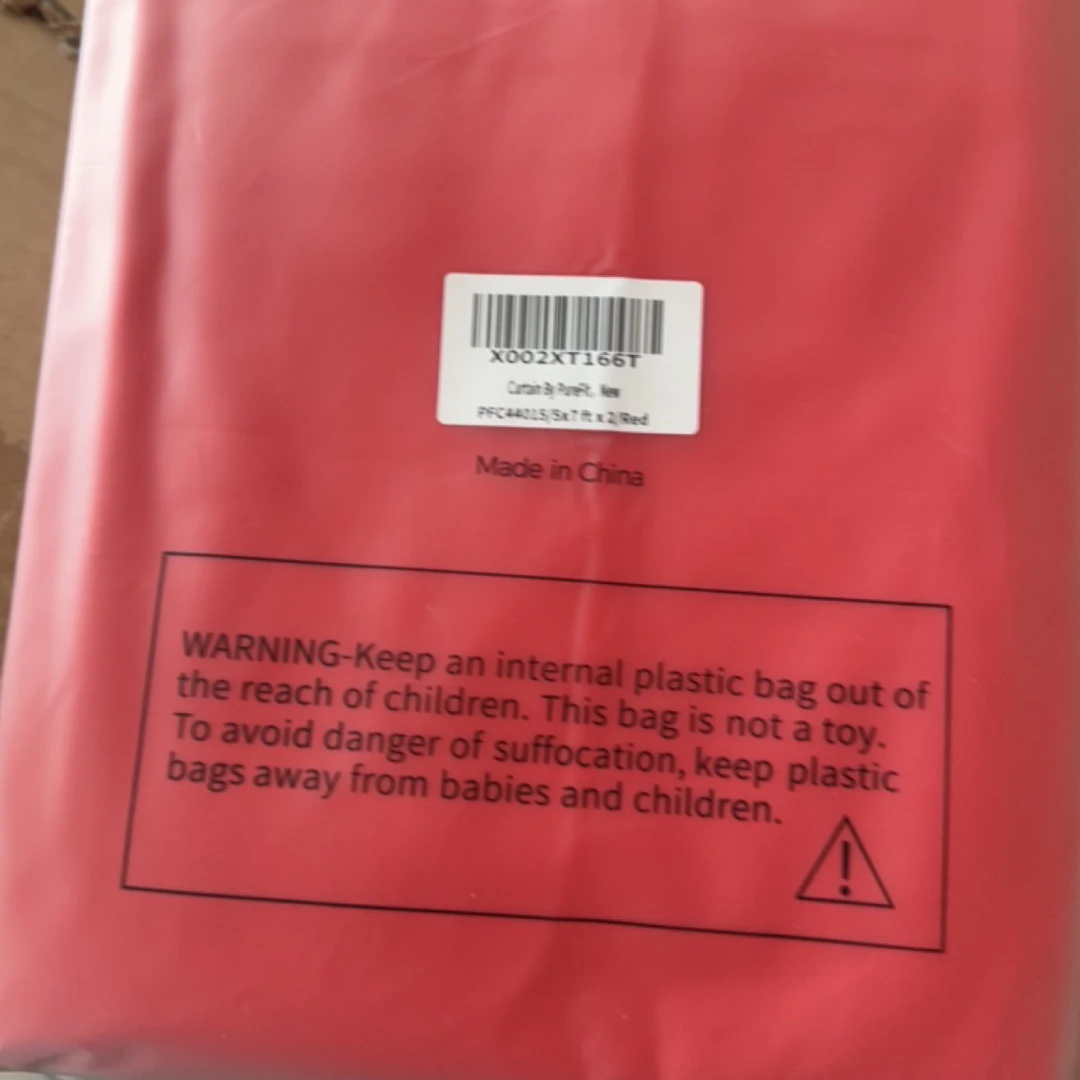 X002XT166T
Curtain By PureFit, New
PFC44015/5x7 ft x 2/Red
Made in China
WARNING-Keep an internal plastic bag out of
the reach of children. This bag is not a toy.
To avoid danger of suffocation, keep plastic
bags away from babies and children.